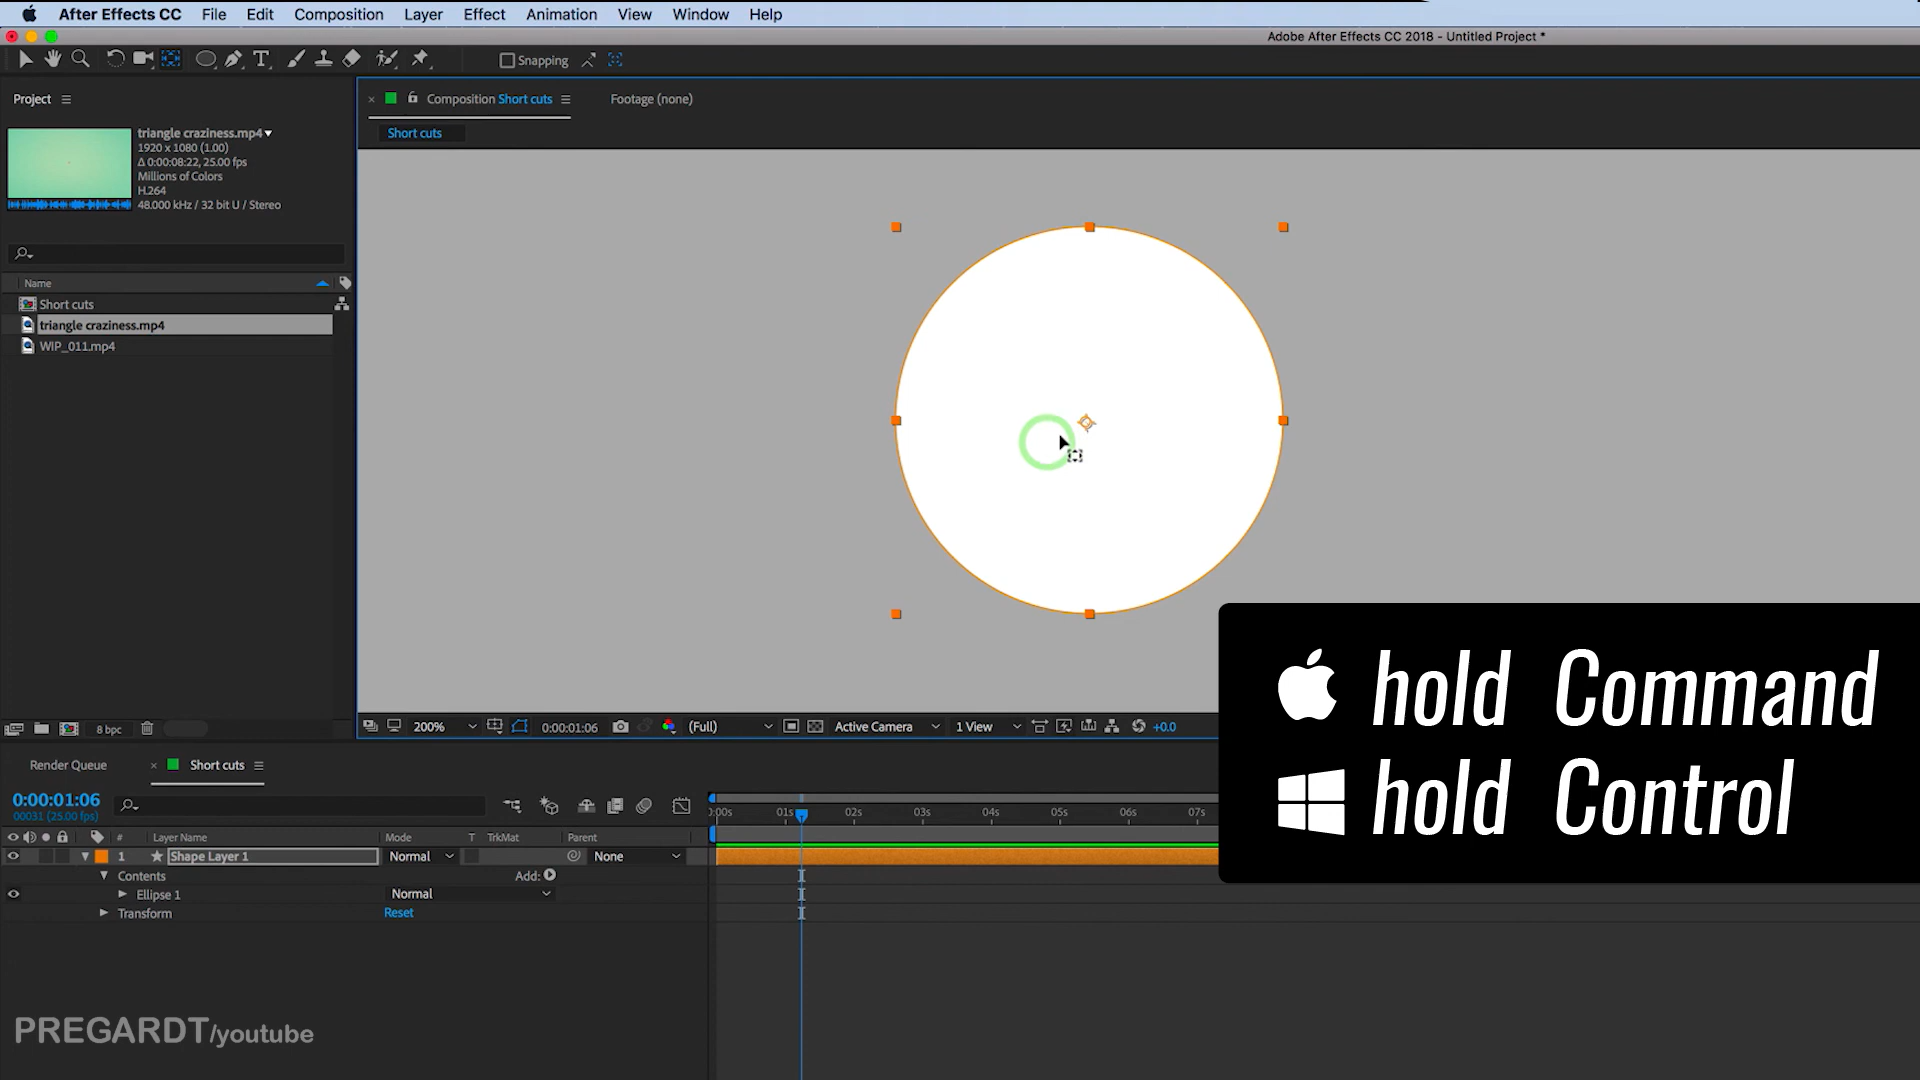 After Effects CC File Edit Composition Layer Effect Animation View Window Help
Adobe After Effects CC 2018 - Untitled Project *
Snapping
Project
Composition Short cuts
Footage (none)
Short cuts
triangle craziness.mp4
1920 x 1080 (1.00)
Δ 0:00:08:22, 25.00 fps
Millions of Colors
H.264
48.000 kHz / 32 bit U / Stereo
Name
Short cuts
triangle craziness.mp4
WIP_011.mp4
hold Command
hold Control
8 bpc
200%
0:00:01:06
(Full)
Active Camera
1 View
+0.0
Render Queue
Short cuts
0:00:01:06
00031 (25.00 fps)
:00s 01s 02s 03s 04s 05s 06s 07s
# Layer Name Mode T TrkMat Parent
1 Shape Layer 1 Normal None
Contents Add:
Ellipse 1 Normal
Transform Reset
PREGARDT/youtube